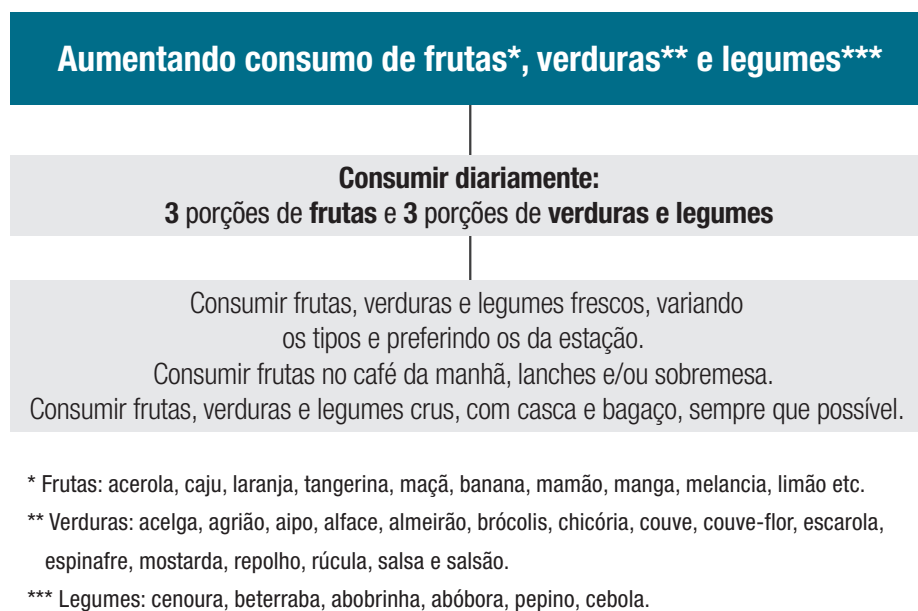 Aumentando consumo de frutas*, verduras** e legumes***
Consumir diariamente:
3 porções de frutas e 3 porções de verduras e legumes
Consumir frutas, verduras e legumes frescos, variando
os tipos e preferindo os da estação.
Consumir frutas no café da manhã, lanches e/ou sobremesa.
Consumir frutas, verduras e legumes crus, com casca e bagaço, sempre que possível.
* Frutas: acerola, caju, laranja, tangerina, maçã, banana, mamão, manga, melancia, limão etc.
** Verduras: acelga, agrião, aipo, alface, almeirão, brócolis, chicória, couve, couve-flor, escarola,
espinafre, mostarda, repolho, rúcula, salsa e salsão.
*** Legumes: cenoura, beterraba, abobrinha, abóbora, pepino, cebola.